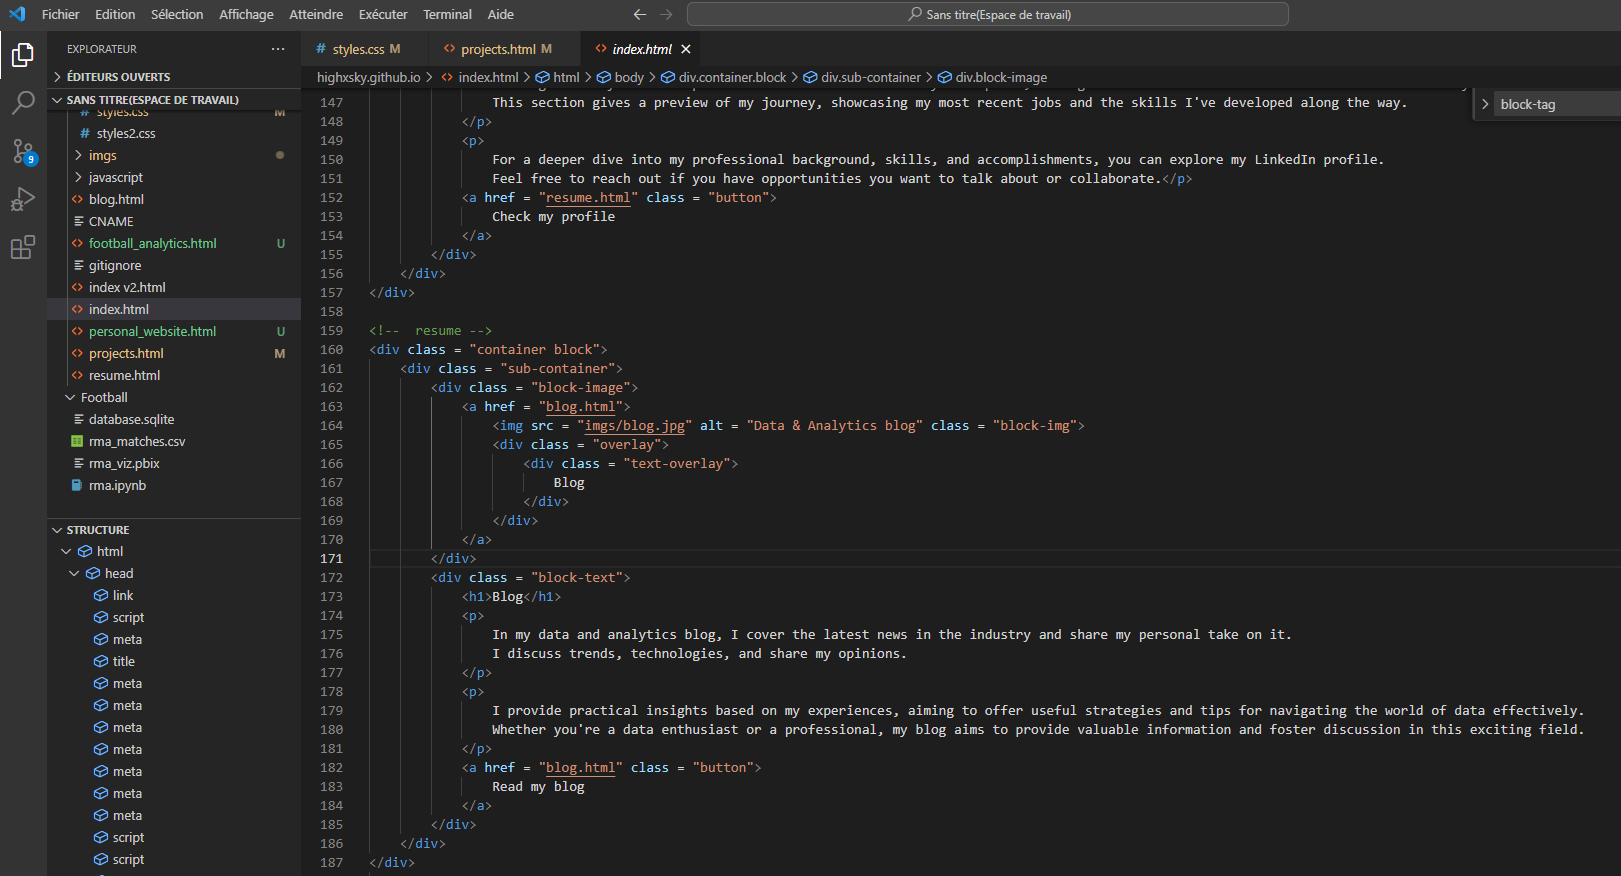 Fichier Edition Sélection Affichage Atteindre Exécuter Terminal Aide
Sans titre(Espace de travail)
EXPLORATEUR
ÉDITEURS OUVERTS
SANS TITRE(ESPACE DE TRAVAIL)
styles.css M
styles2.css
imgs
javascript
blog.html
CNAME
football_analytics.html U
gitignore
index v2.html
index.html
personal_website.html U
projects.html M
resume.html
Football
database.sqlite
rma_matches.csv
rma_viz.pbix
rma.ipynb
STRUCTURE
html
head
link
script
meta
title
meta
meta
meta
meta
meta
meta
meta
script
script
9
# styles.css M
<> projects.html M
<> index.html
highxsky.github.io > <> index.html > html > body > div.container.block > div.sub-container > div.block-image
block-tag
147 This section gives a preview of my journey, showcasing my most recent jobs and the skills I've developed along the way.
148 </p>
149 <p>
150 For a deeper dive into my professional background, skills, and accomplishments, you can explore my LinkedIn profile.
151 Feel free to reach out if you have opportunities you want to talk about or collaborate.</p>
152 <a href = "resume.html" class = "button">
153 Check my profile
154 </a>
155 </div>
156 </div>
157 </div>
158
159 <!--  resume -->
160 <div class = "container block">
161 <div class = "sub-container">
162 <div class = "block-image">
163 <a href = "blog.html">
164 <img src = "imgs/blog.jpg" alt = "Data & Analytics blog" class = "block-img">
165 <div class = "overlay">
166 <div class = "text-overlay">
167 Blog
168 </div>
169 </div>
170 </a>
171 </div>
172 <div class = "block-text">
173 <h1>Blog</h1>
174 <p>
175 In my data and analytics blog, I cover the latest news in the industry and share my personal take on it.
176 I discuss trends, technologies, and share my opinions.
177 </p>
178 <p>
179 I provide practical insights based on my experiences, aiming to offer useful strategies and tips for navigating the world of data effectively.
180 Whether you're a data enthusiast or a professional, my blog aims to provide valuable information and foster discussion in this exciting field.
181 </p>
182 <a href = "blog.html" class = "button">
183 Read my blog
184 </a>
185 </div>
186 </div>
187 </div>